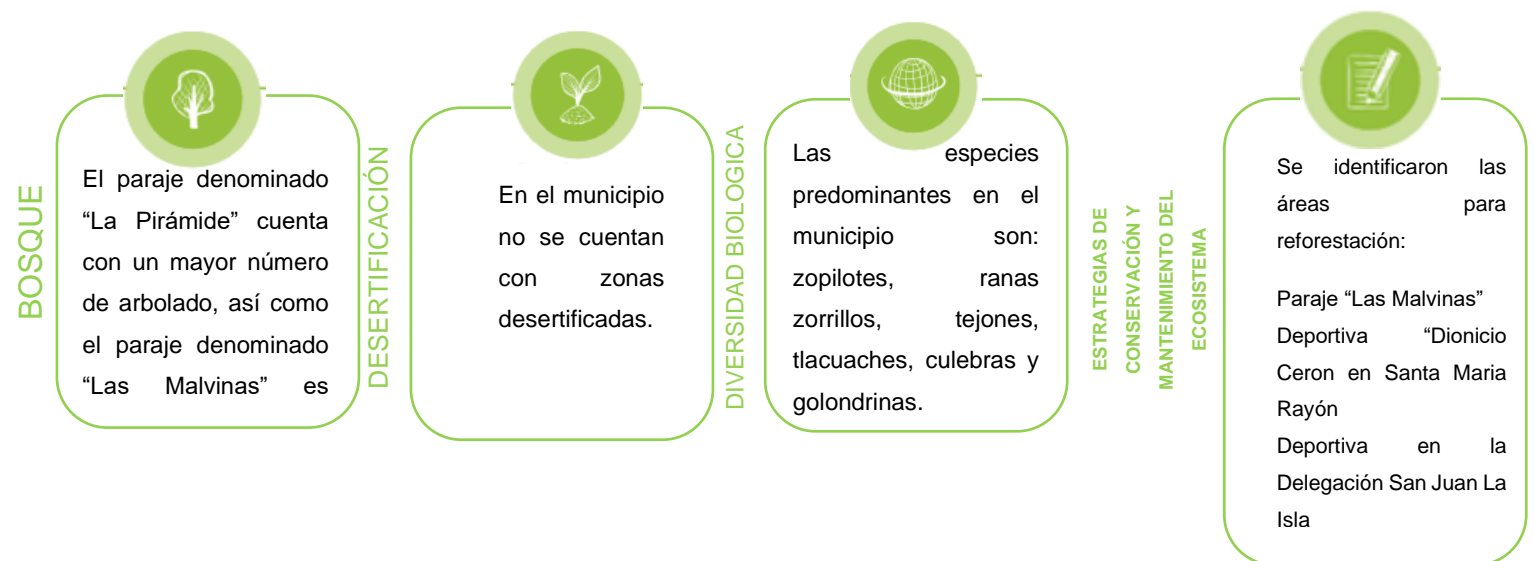 BOSQUE
El paraje denominado
“La Pirámide” cuenta
con un mayor número
de arbolado, así como
el paraje denominado
“Las Malvinas” es
DESERTIFICACIÓN
En el municipio
no se cuentan
con zonas
desertificadas.
DIVERSIDAD BIOLOGICA
Las especies
predominantes en el
municipio son:
zopilotes, ranas
zorrillos, tejones,
tlacuaches, culebras y
golondrinas.
ESTRATEGIAS DE
CONSERVACIÓN Y
MANTENIMIENTO DEL
ECOSISTEMA
Se identificaron las
áreas para
reforestación:
Paraje “Las Malvinas”
Deportiva “Dionicio
Ceron en Santa Maria
Rayón
Deportiva en la
Delegación San Juan La
Isla